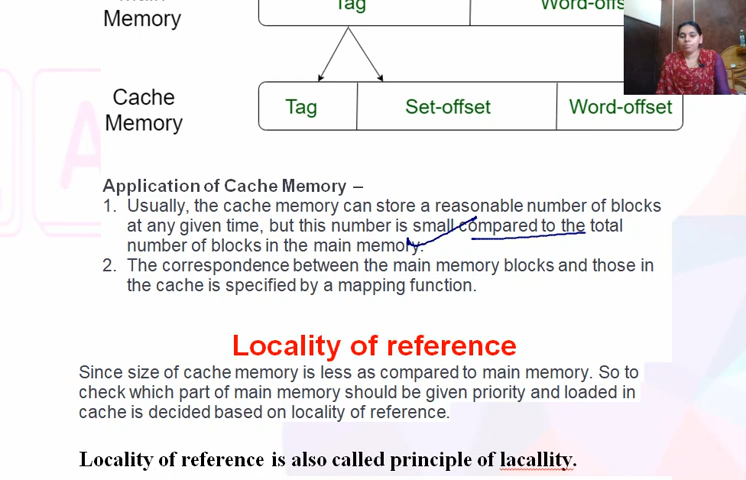 Tag
Word-offs
Memory
Cache
Memory
Tag
Set-offset
Word-offset
Application of Cache Memory –
1. Usually, the cache memory can store a reasonable number of blocks
at any given time, but this number is small compared to the total
number of blocks in the main memory.
2. The correspondence between the main memory blocks and those in
the cache is specified by a mapping function.
Locality of reference
Since size of cache memory is less as compared to main memory. So to
check which part of main memory should be given priority and loaded in
cache is decided based on locality of reference.
Locality of reference is also called principle of lacallity.